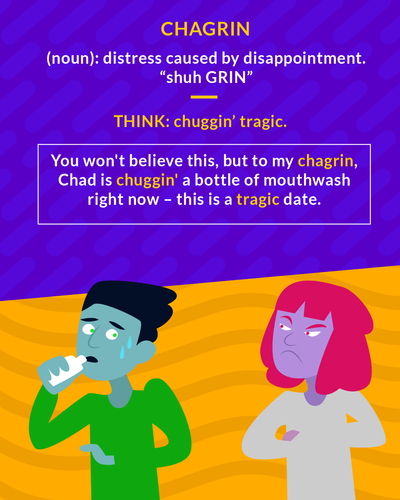 CHAGRIN
(noun): distress caused by disappointment.
“shuh GRIN”
THINK: chuggin’ tragic.
You won't believe this, but to my chagrin,
Chad is chuggin' a bottle of mouthwash
right now – this is a tragic date.